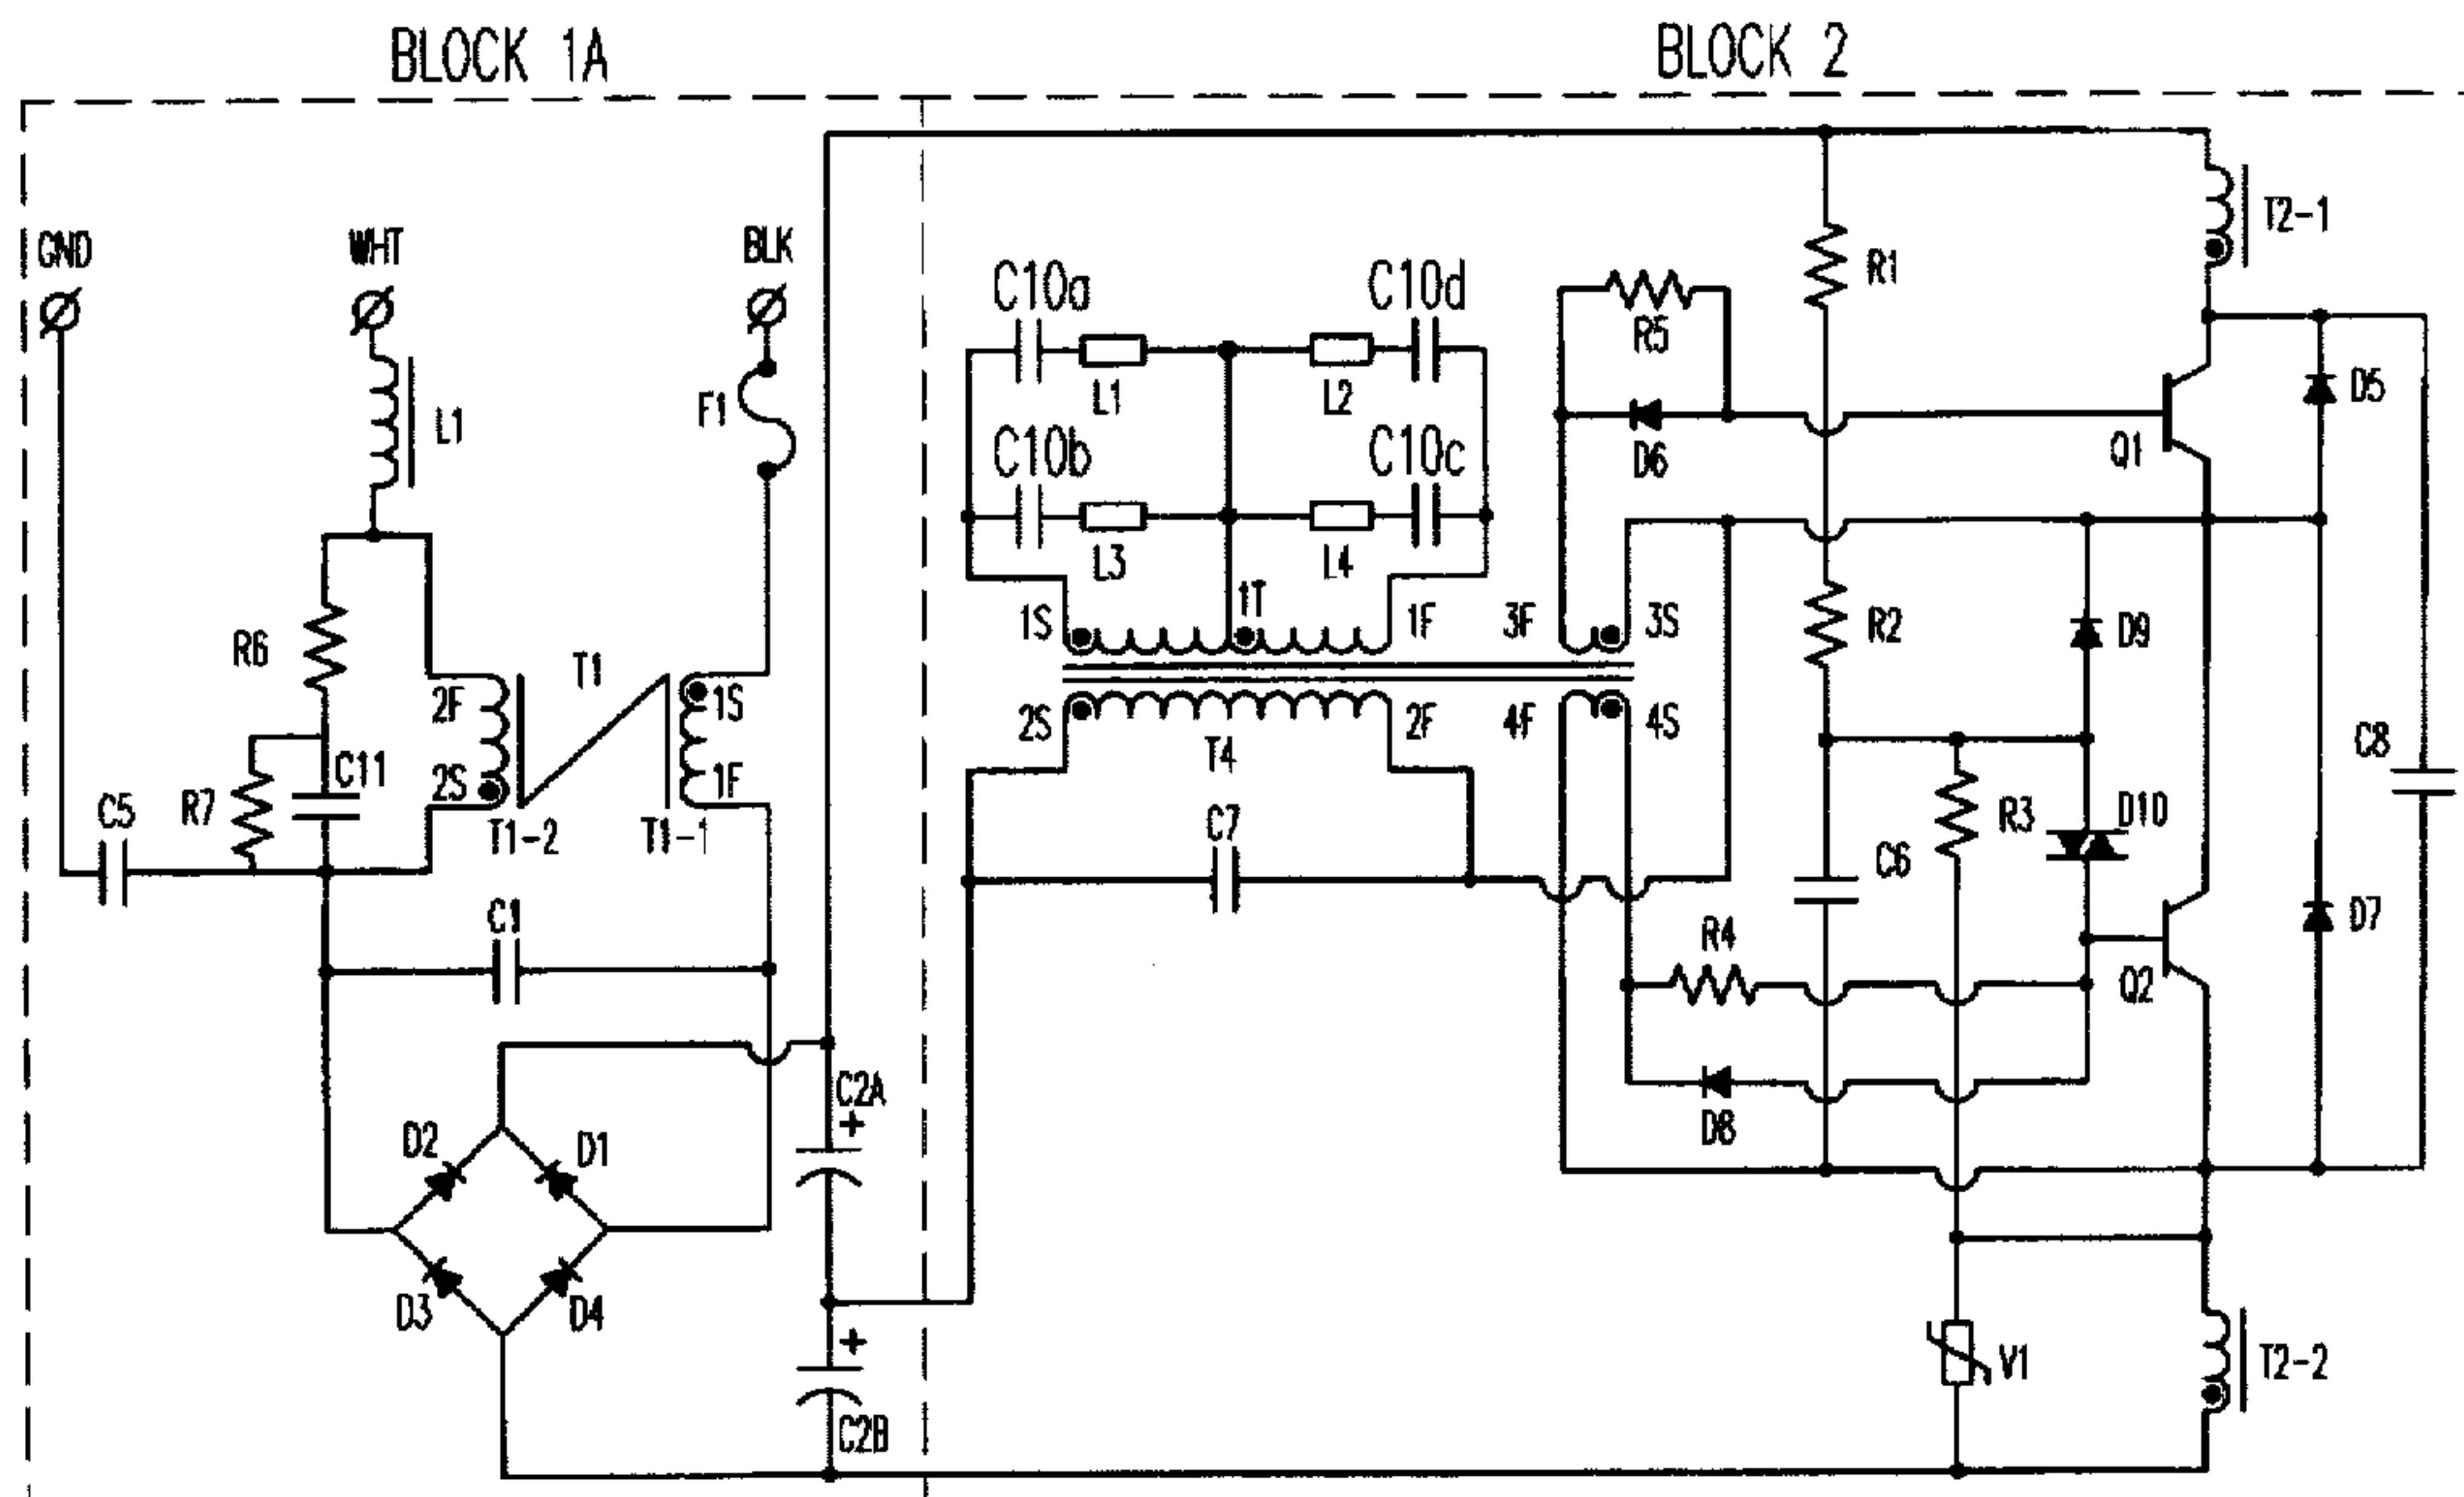 BLOCK 1A
BLOCK 2
GND
WHT
BLK
L1
F1
R6
R7
C11
C5
2F
2S
T1
1S
1F
T1-2
T1-1
C1
D2
D1
D3
D4
C2A
+
+
C2B
C10a
C10d
L1
L2
C10b
C10c
L3
L4
1S
1T
1F
3F
3S
2S
T4
2F
4F
4S
C7
R5
D6
R1
R2
T2-1
Q1
D5
D9
C8
R3
D10
C6
R4
Q2
D7
D8
V1
T2-2